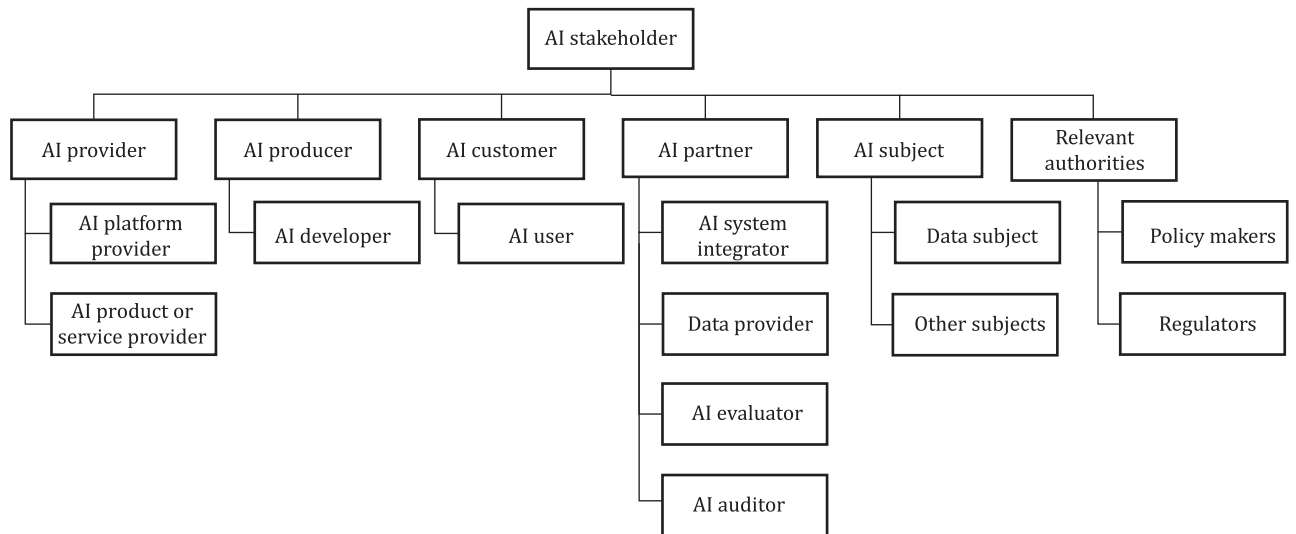 AI stakeholder
AI provider
AI producer
AI customer
AI partner
AI subject
Relevant
authorities
AI platform
provider
AI developer
AI user
AI system
integrator
Data subject
Policy makers
AI product or
service provider
Data provider
Other subjects
Regulators
AI evaluator
AI auditor